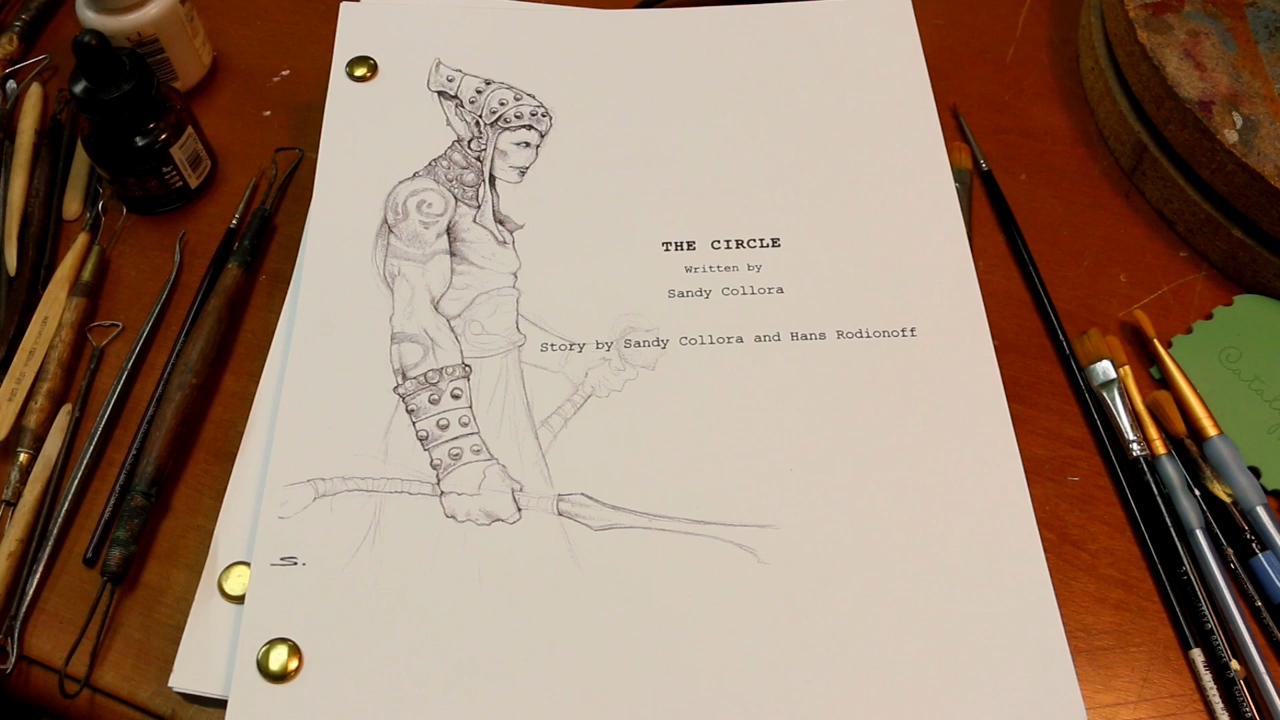 THE CIRCLE
Written by
Sandy Collora
Story by Sandy Collora and Hans Rodionoff
S.